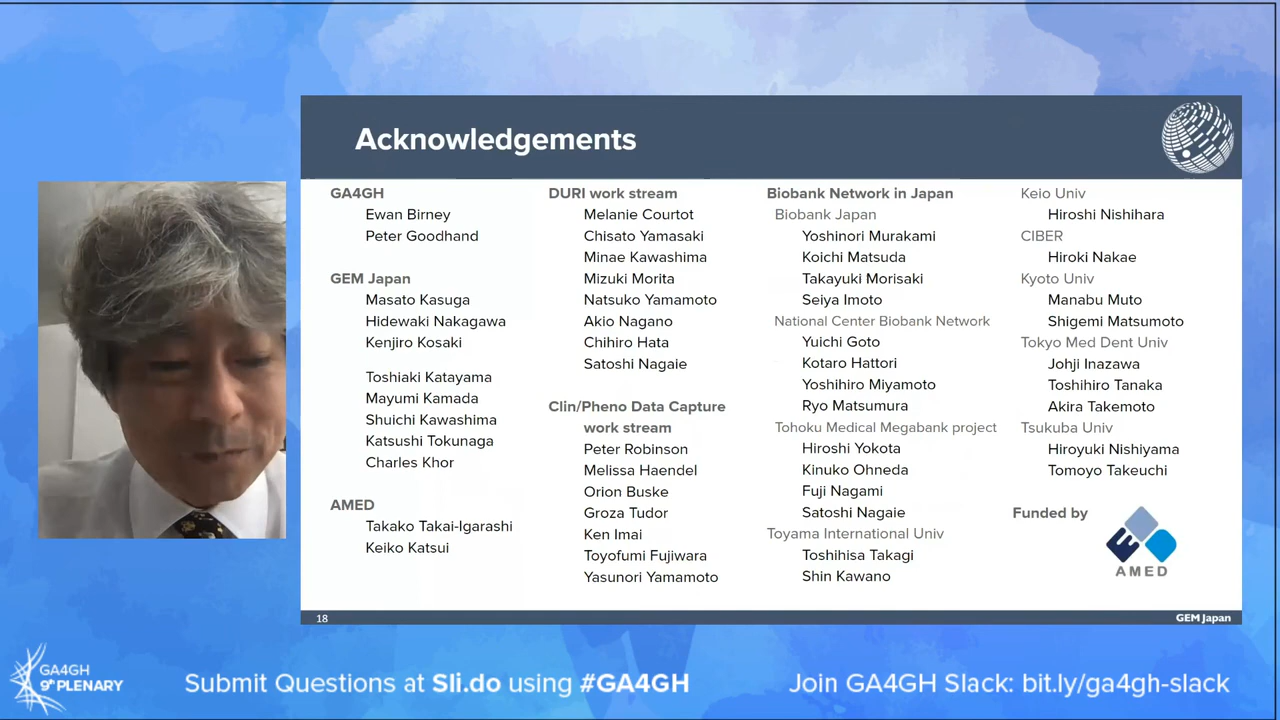 Acknowledgements
GA4GH
Ewan Birney
Peter Goodhand
GEM Japan
Masato Kasuga
Hidewaki Nakagawa
Kenjiro Kosaki
Toshiaki Katayama
Mayumi Kamada
Shuichi Kawashima
Katsushi Tokunaga
Charles Khor
AMED
Takako Takai-Igarashi
Keiko Katsui
DURI work stream
Melanie Courtot
Chisato Yamasaki
Minae Kawashima
Mizuki Morita
Natsuko Yamamoto
Akio Nagano
Chihiro Hata
Satoshi Nagaie
Clin/Pheno Data Capture
work stream
Peter Robinson
Melissa Haendel
Orion Buske
Groza Tudor
Ken Imai
Toyofumi Fujiwara
Yasunori Yamamoto
Biobank Network in Japan
Biobank Japan
Yoshinori Murakami
Koichi Matsuda
Takayuki Morisaki
Seiya Imoto
National Center Biobank Network
Yuichi Goto
Kotaro Hattori
Yoshihiro Miyamoto
Ryo Matsumura
Tohoku Medical Megabank project
Hiroshi Yokota
Kinuko Ohneda
Fuji Nagami
Satoshi Nagaie
Toyama International Univ
Toshihisa Takagi
Shin Kawano
Keio Univ
Hiroshi Nishihara
CIBER
Hiroki Nakae
Kyoto Univ
Manabu Muto
Shigemi Matsumoto
Tokyo Med Dent Univ
Johji Inazawa
Toshihiro Tanaka
Akira Takemoto
Tsukuba Univ
Hiroyuki Nishiyama
Tomoyo Takeuchi
Funded by
AMED
18
GEM Japan
GA4GH
9th PLENARY
Submit Questions at Sli.do using #GA4GH
Join GA4GH Slack: bit.ly/ga4gh-slack